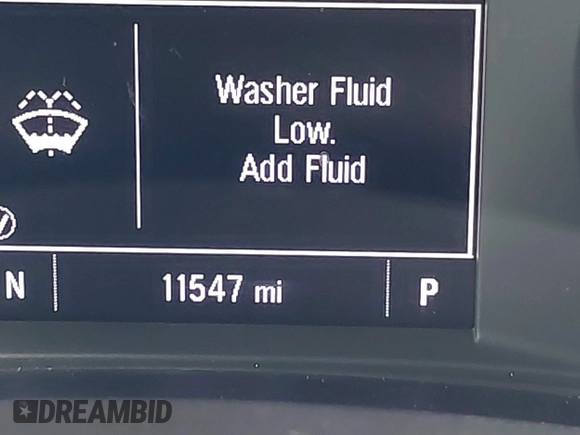 Washer Fluid
Low.
Add Fluid
N 11547 mi P
DREAMBID